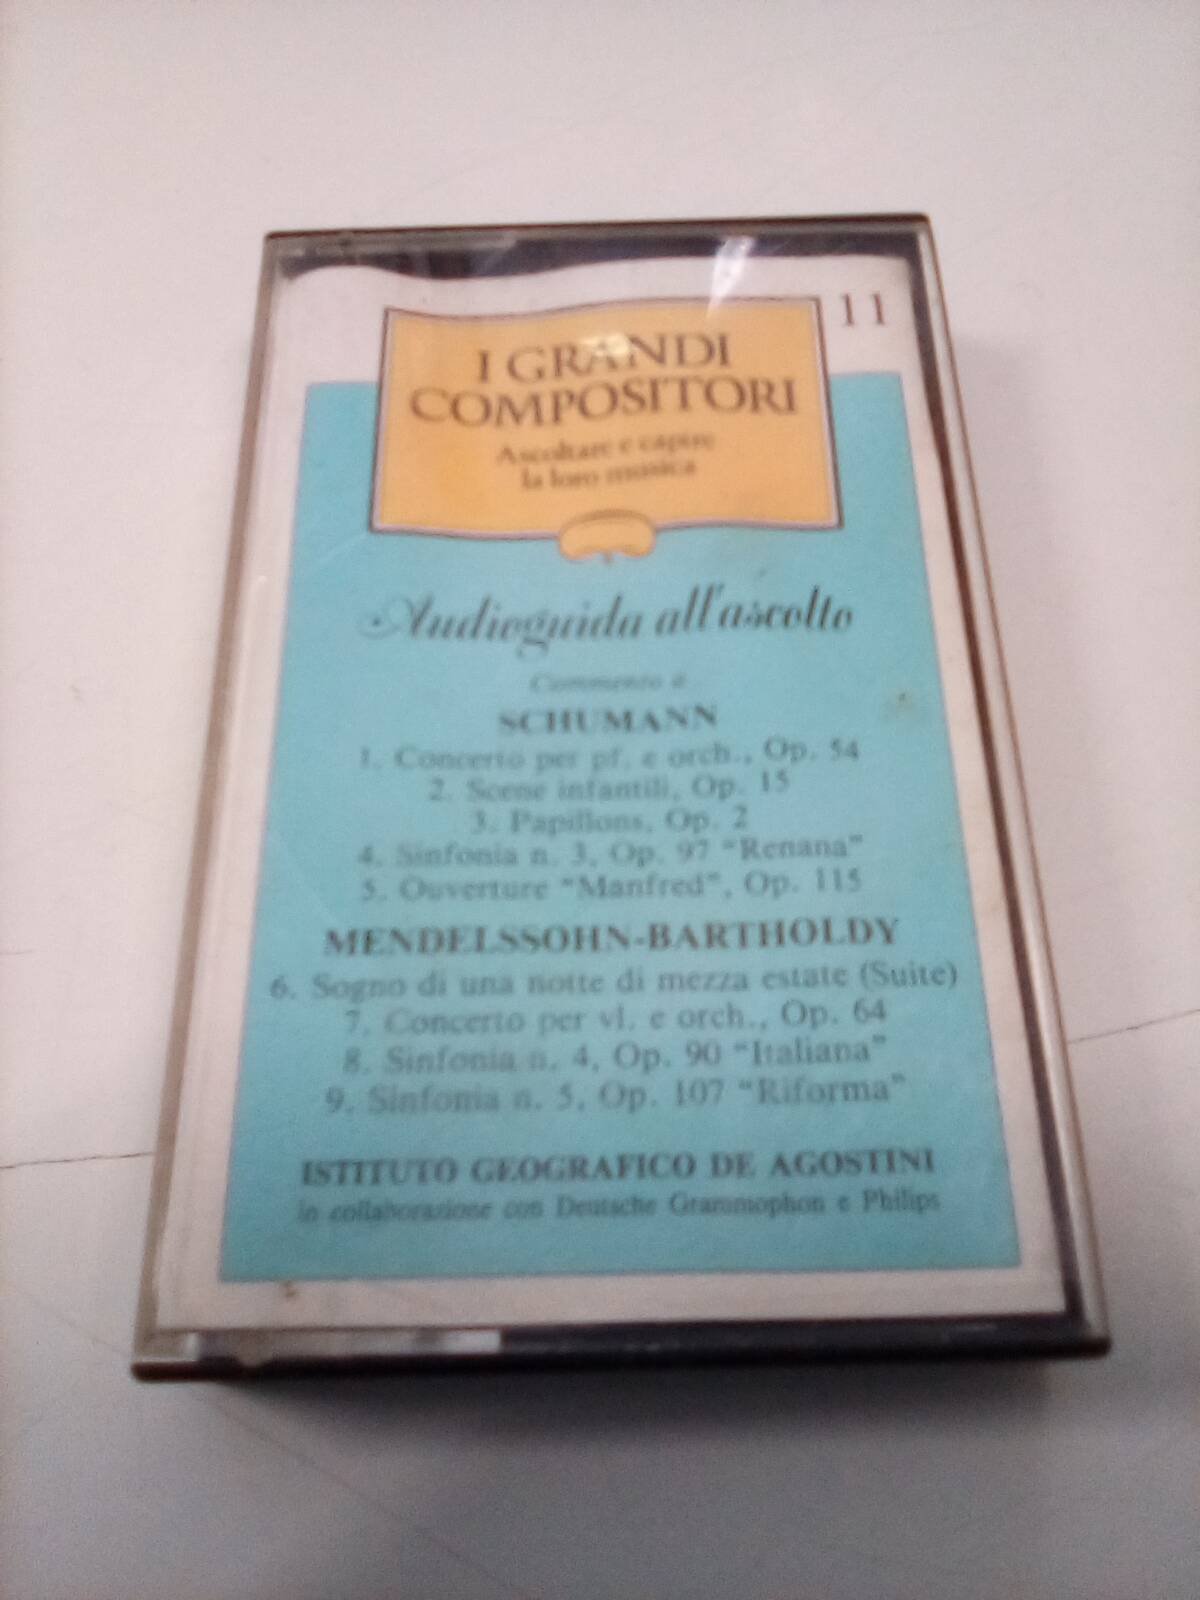 11
I GRANDI
COMPOSITORI
Ascoltare e capire
la loro musica
Audioguida all'ascolto
Commento a
SCHUMANN
1. Concerto per pf. e orch., Op. 54
2. Scene infantili, Op. 15
3. Papillons, Op. 2
4. Sinfonia n. 3, Op. 97 “Renana”
5. Ouverture “Manfred”, Op. 115
MENDELSSOHN-BARTHOLDY
6. Sogno di una notte di mezza estate (Suite)
7. Concerto per vl. e orch., Op. 64
8. Sinfonia n. 4, Op. 90 “Italiana”
9. Sinfonia n. 5, Op. 107 “Riforma”
ISTITUTO GEOGRAFICO DE AGOSTINI
in collaborazione con Deutsche Grammophon e Philips